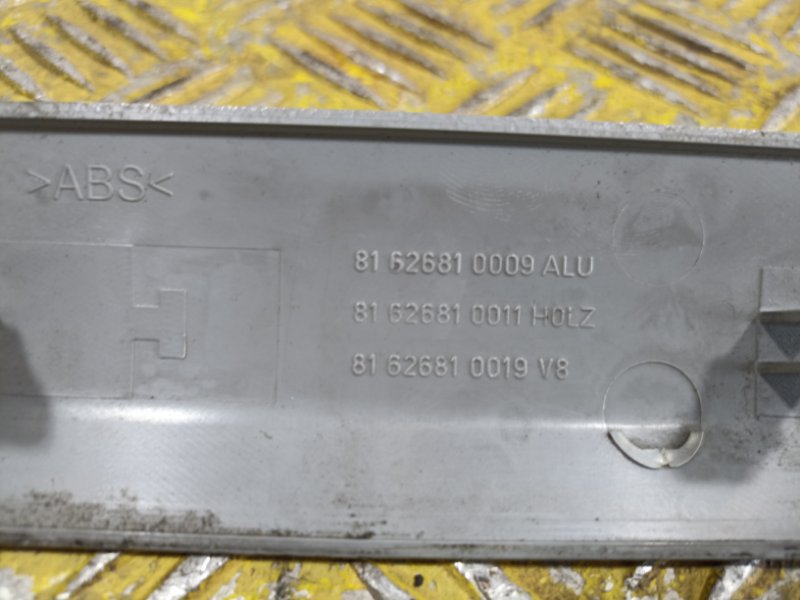 >ABS<
81 62681 0009 ALU
81 62681 0011 HOLZ
81 62681 0019 V8